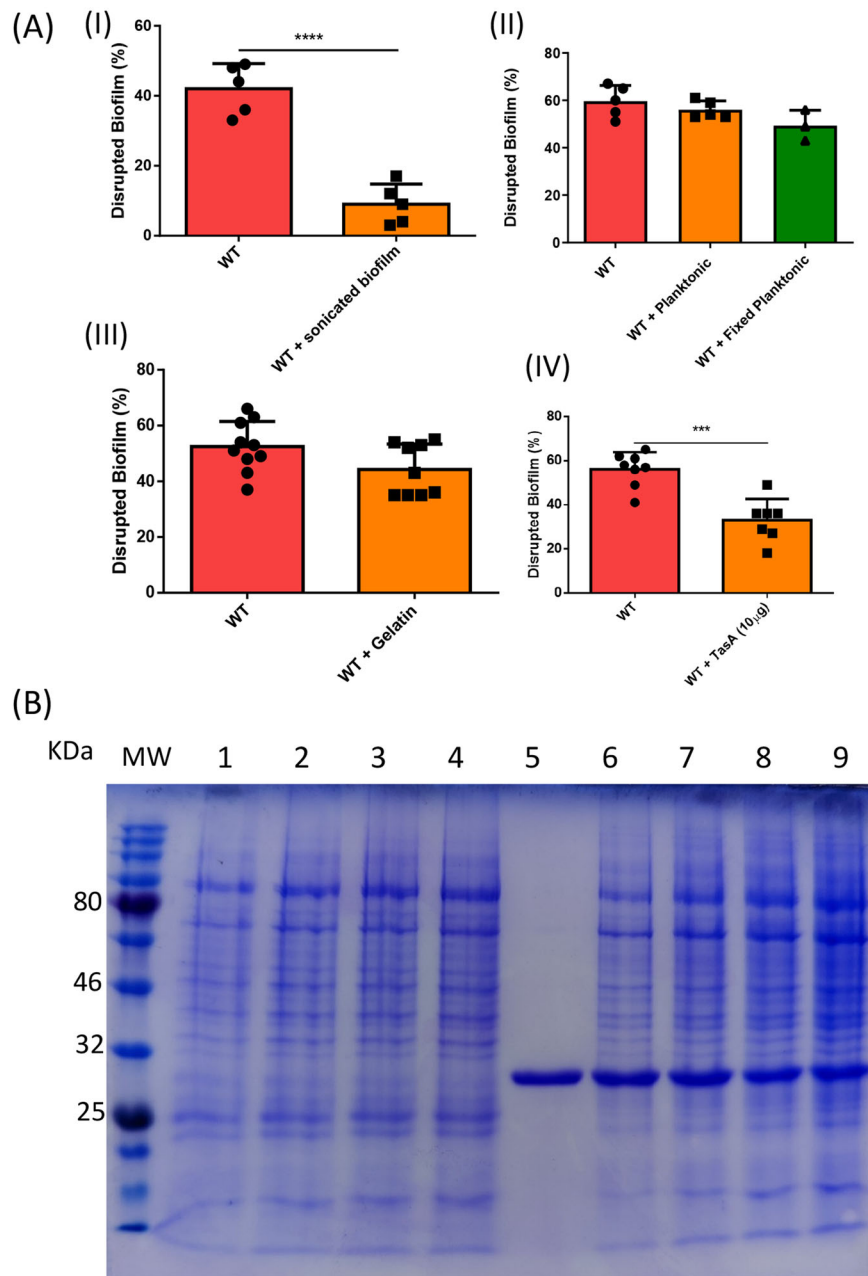 (A)
(I)
Disrupted Biofilm (%)
60
40
20
0
****
WT
WT + sonicated biofilm
(II)
Disrupted Biofilm (%)
80
60
40
20
0
WT
WT + Planktonic
WT + Fixed Planktonic
(III)
Disrupted Biofilm (%)
80
60
40
20
0
WT
WT + Gelatin
(IV)
Disrupted Biofilm (%)
80
60
40
20
0
***
WT
WT + TasA (10μg)
(B)
KDa MW 1 2 3 4 5 6 7 8 9
80
46
32
25